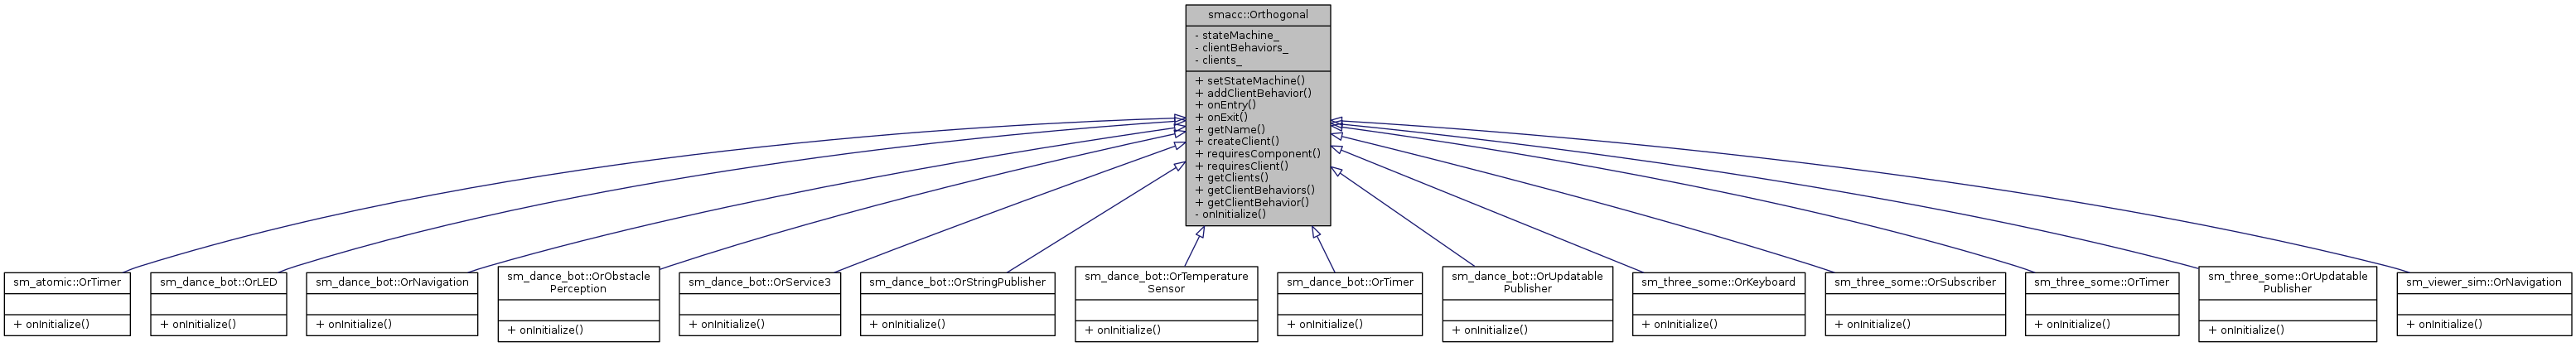 smacc::Orthogonal
- stateMachine_
- clientBehaviors_
- clients_
+ setStateMachine()
+ addClientBehavior()
+ onEntry()
+ onExit()
+ getName()
+ createClient()
+ requiresComponent()
+ requiresClient()
+ getClients()
+ getClientBehaviors()
+ getClientBehavior()
- onInitialize()
sm_atomic::OrTimer
+ onInitialize()
sm_dance_bot::OrLED
+ onInitialize()
sm_dance_bot::OrNavigation
+ onInitialize()
sm_dance_bot::OrObstacle
Perception
+ onInitialize()
sm_dance_bot::OrService3
+ onInitialize()
sm_dance_bot::OrStringPublisher
+ onInitialize()
sm_dance_bot::OrTemperature
Sensor
+ onInitialize()
sm_dance_bot::OrTimer
+ onInitialize()
sm_dance_bot::OrUpdatable
Publisher
+ onInitialize()
sm_three_some::OrKeyboard
+ onInitialize()
sm_three_some::OrSubscriber
+ onInitialize()
sm_three_some::OrTimer
+ onInitialize()
sm_three_some::OrUpdatable
Publisher
+ onInitialize()
sm_viewer_sim::OrNavigation
+ onInitialize()